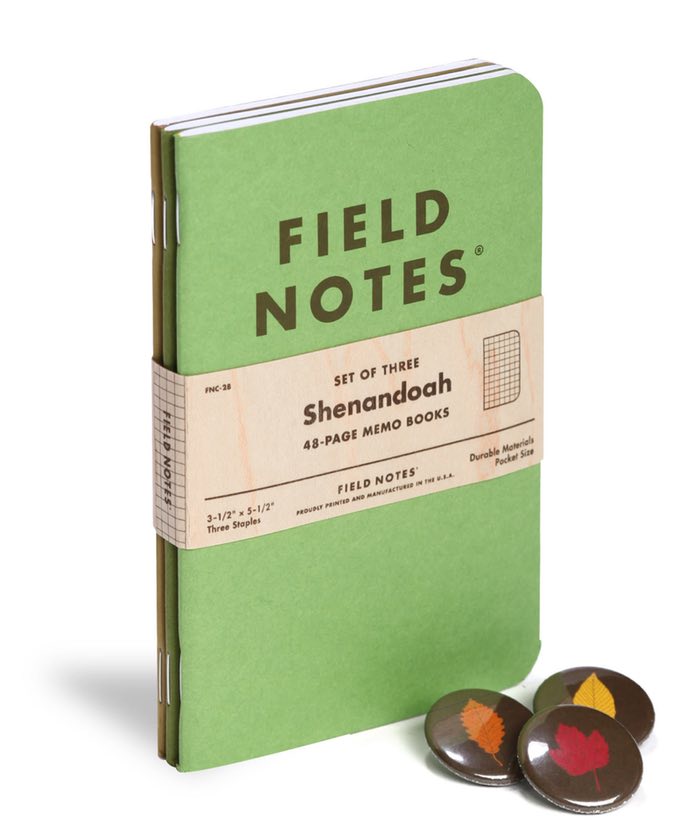 FIELD
NOTES®
FNC-28
SET OF THREE
Shenandoah
48-PAGE MEMO BOOKS
Durable Materials
Pocket Size
FIELD NOTES®
PROUDLY PRINTED AND MANUFACTURED IN THE U.S.A.
3-1/2" × 5-1/2"
Three Staples
FIELD NOTES®